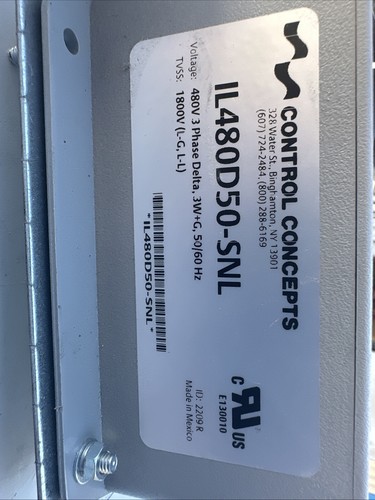 CONTROL CONCEPTS
328 Water St., Binghamton, NY 13901
(607) 724-2484, (800) 288-6169
IL480D50-SNL
Voltage: 480V 3 Phase Delta, 3W+G, 50/60 Hz
TVSS: 1800V (L-G, L-L)
*IL480D50-SNL*
C RU US
E130010
ID: 2209 R
Made in Mexico